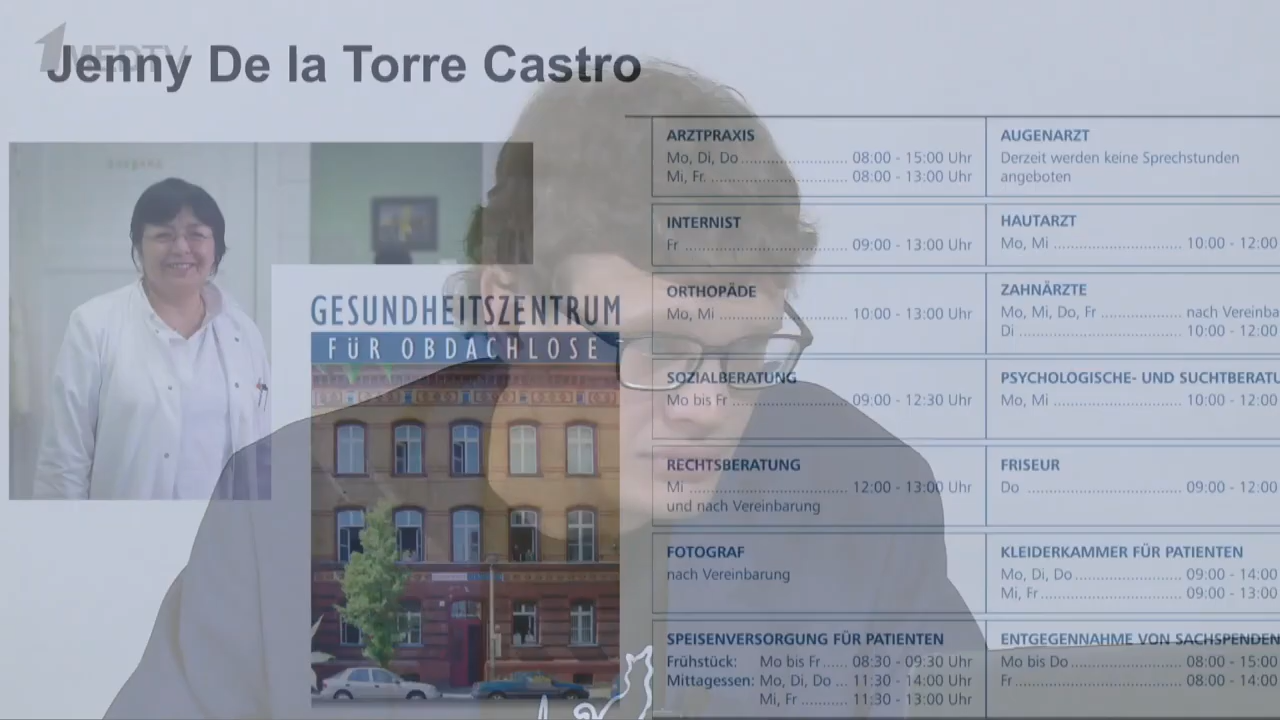 1MEDTV
Jenny De la Torre Castro
GESUNDHEITSZENTRUM
FÜR OBDACHLOSE
ARZTPRAXIS
Mo, Di, Do ........................ 08:00 - 15:00 Uhr
Mi, Fr. .............................. 08:00 - 13:00 Uhr
INTERNIST
Fr .................................... 09:00 - 13:00 Uhr
ORTHOPÄDE
Mo, Mi ............................. 10:00 - 13:00 Uhr
SOZIALBERATUNG
Mo bis Fr ......................... 09:00 - 12:30 Uhr
RECHTSBERATUNG
Mi ................................... 12:00 - 13:00 Uhr
und nach Vereinbarung
FOTOGRAF
nach Vereinbarung
SPEISENVERSORGUNG FÜR PATIENTEN
Frühstück: Mo bis Fr ...... 08:30 - 09:30 Uhr
Mittagessen: Mo, Di, Do ... 11:30 - 14:00 Uhr
Mi, Fr ........... 11:30 - 13:00 Uhr
AUGENARZT
Derzeit werden keine Sprechstunden
angeboten
HAUTARZT
Mo, Mi ............................. 10:00 - 12:00
ZAHNÄRZTE
Mo, Mi, Do, Fr ................... nach Vereinba
Di .................................... 10:00 - 12:00
PSYCHOLOGISCHE- UND SUCHTBERATU
Mo, Mi ............................. 10:00 - 12:00
FRISEUR
Do ................................... 09:00 - 12:00
KLEIDERKAMMER FÜR PATIENTEN
Mo, Di, Do ........................ 09:00 - 14:00
Mi, Fr ............................... 09:00 - 13:00
ENTGEGENNAHME VON SACHSPENDEN
Mo bis Do ......................... 08:00 - 15:00
Fr .................................... 08:00 - 14:00